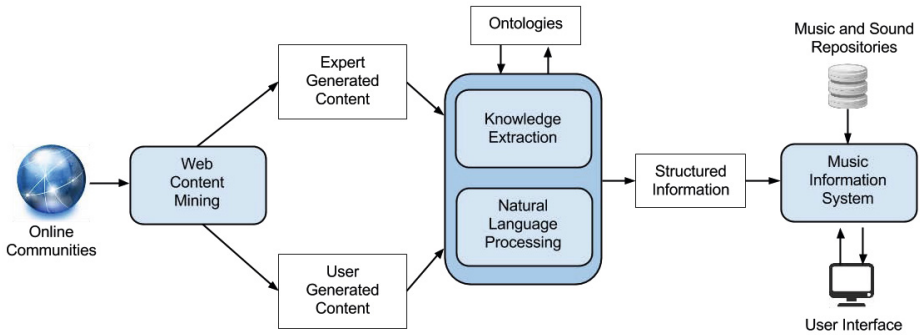 Ontologies
Music and Sound
Repositories
Expert
Generated
Content
Knowledge
Extraction
Web
Content
Mining
Structured
Information
Music
Information
System
Online
Communities
Natural
Language
Processing
User
Generated
Content
User Interface